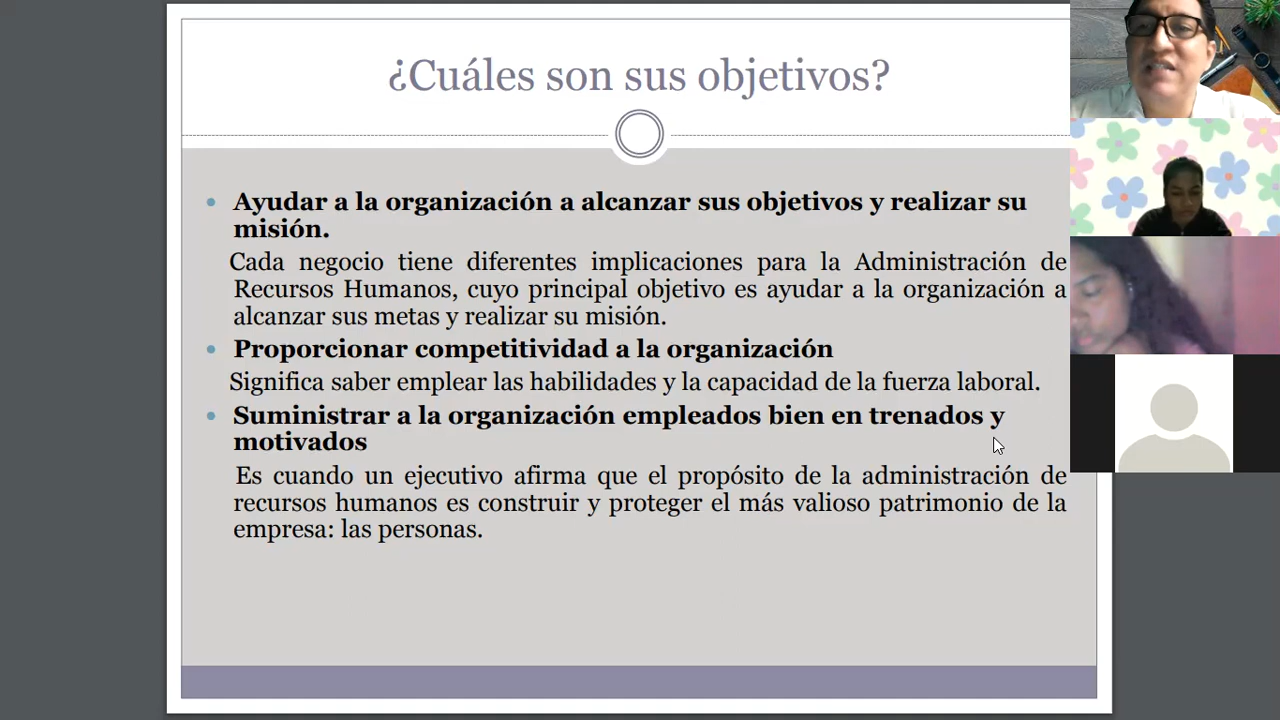 ¿Cuáles son sus objetivos?
Ayudar a la organización a alcanzar sus objetivos y realizar su
misión.
Cada negocio tiene diferentes implicaciones para la Administración de
Recursos Humanos, cuyo principal objetivo es ayudar a la organización a
alcanzar sus metas y realizar su misión.
Proporcionar competitividad a la organización
Significa saber emplear las habilidades y la capacidad de la fuerza laboral.
Suministrar a la organización empleados bien en trenados y
motivados
Es cuando un ejecutivo afirma que el propósito de la administración de
recursos humanos es construir y proteger el más valioso patrimonio de la
empresa: las personas.